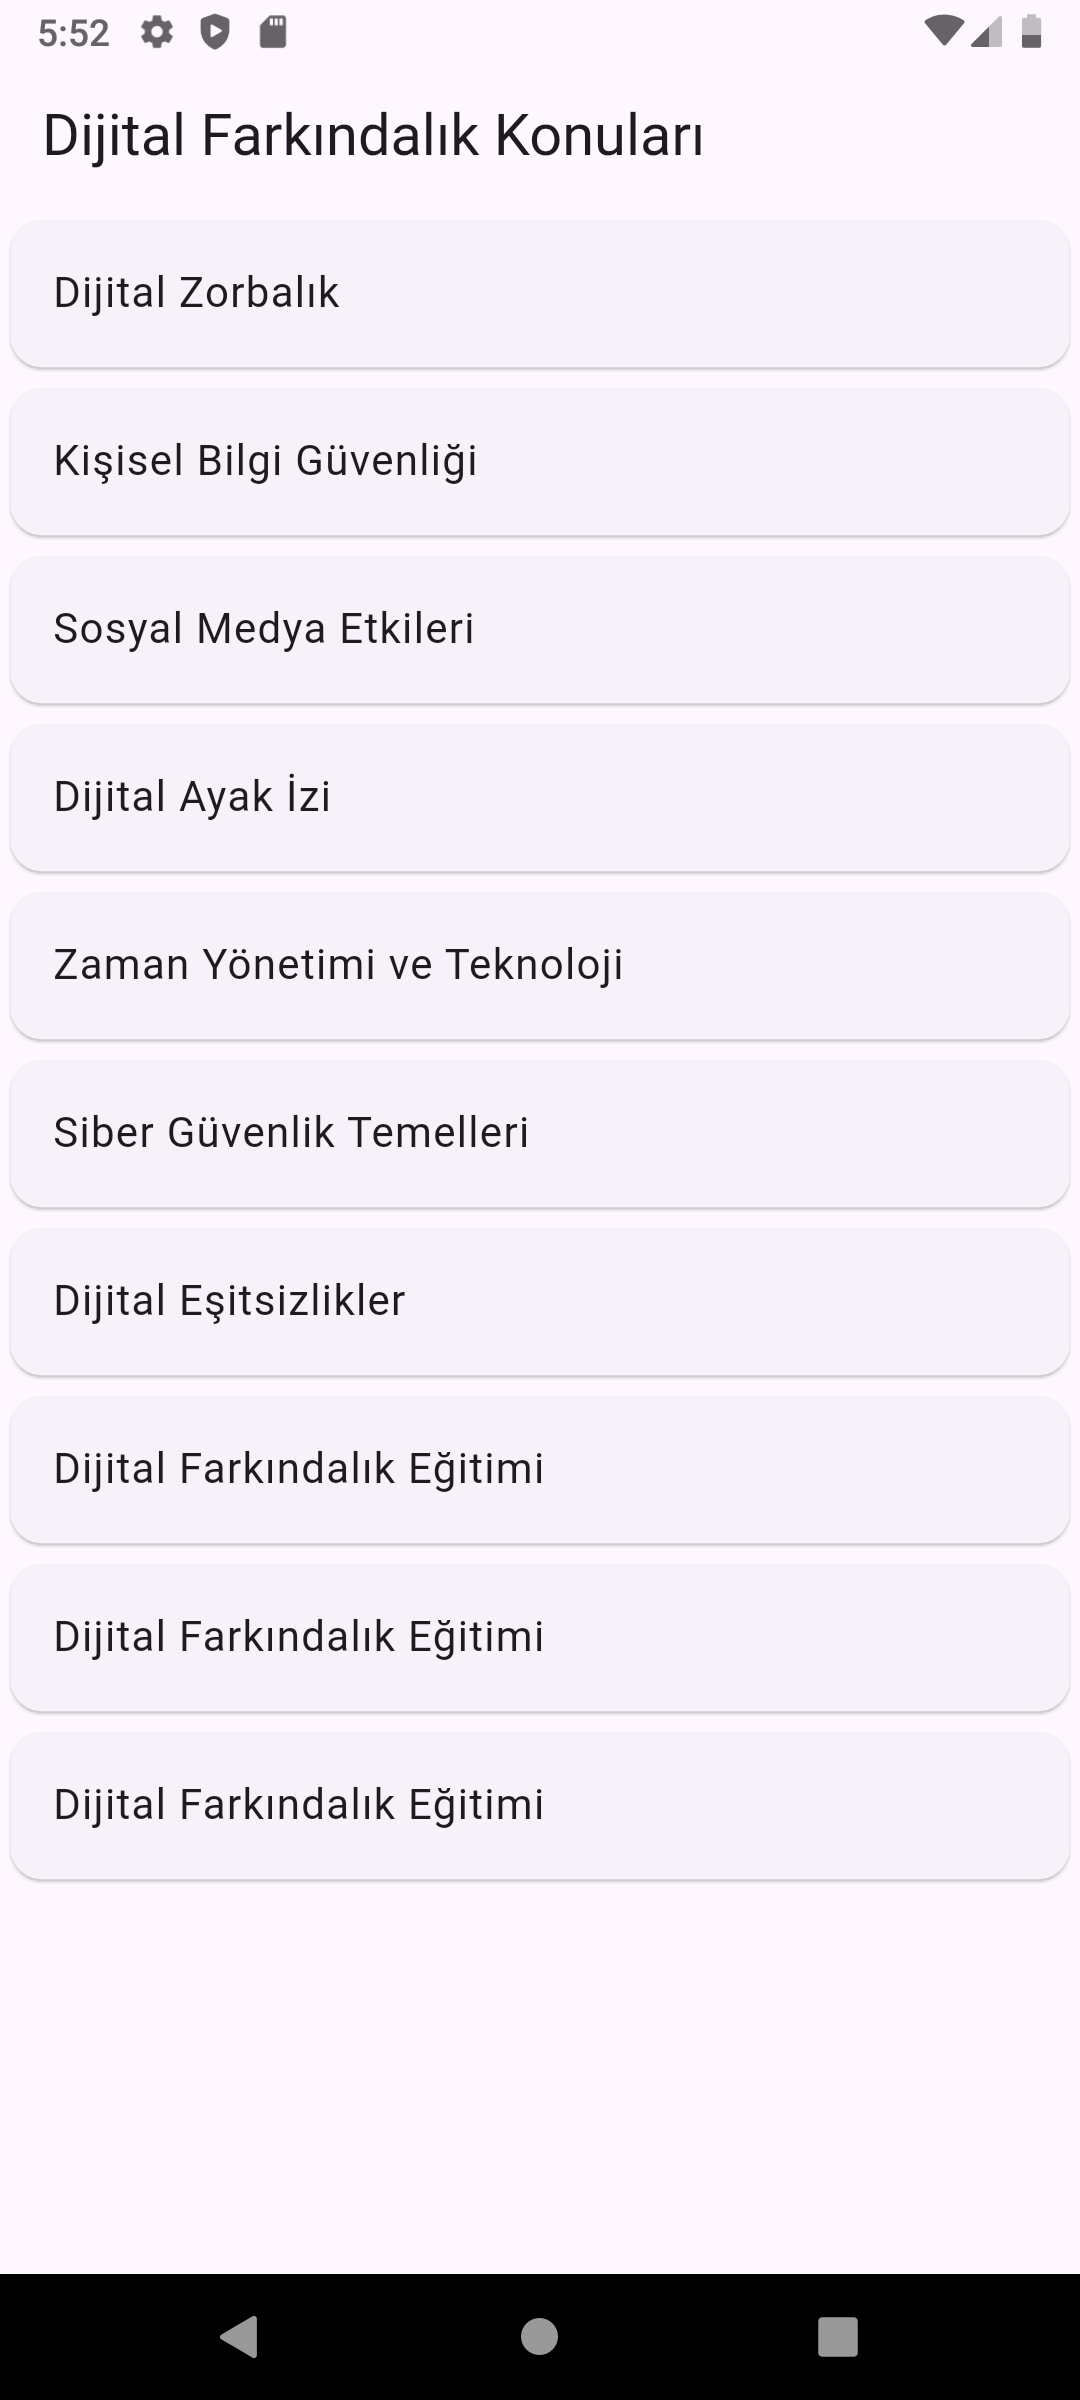 5:52
Dijital Farkındalık Konuları
Dijital Zorbalık
Kişisel Bilgi Güvenliği
Sosyal Medya Etkileri
Dijital Ayak İzi
Zaman Yönetimi ve Teknoloji
Siber Güvenlik Temelleri
Dijital Eşitsizlikler
Dijital Farkındalık Eğitimi
Dijital Farkındalık Eğitimi
Dijital Farkındalık Eğitimi